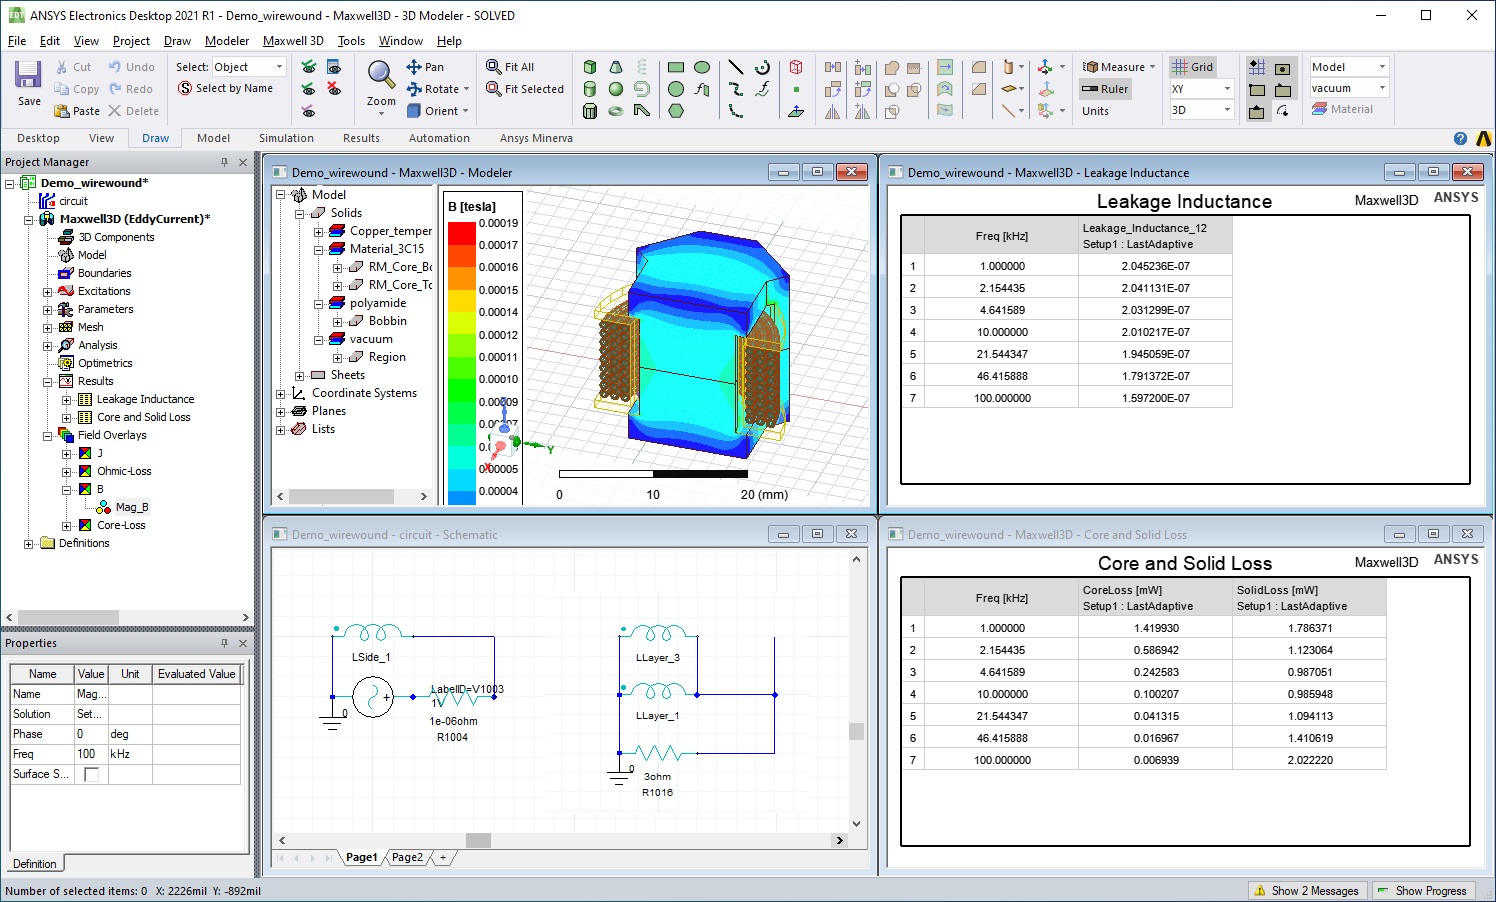 ANSYS Electronics Desktop 2021 R1 - Demo_wirewound - Maxwell3D - 3D Modeler - SOLVED
File Edit View Project Draw Modeler Maxwell 3D Tools Window Help
Save
Cut
Copy
Paste
Undo
Redo
Delete
Select: Object
Select by Name
Zoom
Pan
Rotate
Orient
Fit All
Fit Selected
Measure
Ruler
Units
Grid
XY
3D
Model
vacuum
Material
Desktop View Draw Model Simulation Results Automation Ansys Minerva
Project Manager
Demo_wirewound*
circuit
Maxwell3D (EddyCurrent)*
3D Components
Model
Boundaries
Excitations
Parameters
Mesh
Analysis
Optimetrics
Results
Leakage Inductance
Core and Solid Loss
Field Overlays
J
Ohmic-Loss
B
Mag_B
Core-Loss
Definitions
Properties
Name Value Unit Evaluated Value
Name Mag...
Solution Set...
Phase 0 deg
Freq 100 kHz
Surface S...
Definition
Demo_wirewound - Maxwell3D - Modeler
Model
Solids
Copper_temper
Material_3C15
RM_Core_Bo
RM_Core_To
polyamide
Bobbin
vacuum
Region
Sheets
Coordinate Systems
Planes
Lists
B [tesla]
0.00019
0.00017
0.00016
0.00015
0.00014
0.00012
0.00011
0.00010
0.00009
0.00005
0.00004
X
Y
0 10 20 (mm)
Demo_wirewound - Maxwell3D - Leakage Inductance
Leakage Inductance Maxwell3D ANSYS
Freq [kHz] Leakage_Inductance_12
Setup1 : LastAdaptive
1 1.000000 2.045236E-07
2 2.154435 2.041131E-07
3 4.641589 2.031299E-07
4 10.000000 2.010217E-07
5 21.544347 1.945059E-07
6 46.415888 1.791372E-07
7 100.000000 1.597200E-07
Demo_wirewound - circuit - Schematic
LSide_1
LabelID=V1003
1V
0
1e-06ohm
R1004
LLayer_3
LLayer_1
0
3ohm
R1016
Page1 Page2 +
Demo_wirewound - Maxwell3D - Core and Solid Loss
Core and Solid Loss Maxwell3D ANSYS
Freq [kHz] CoreLoss [mW] SolidLoss [mW]
Setup1 : LastAdaptive Setup1 : LastAdaptive
1 1.000000 1.419930 1.786371
2 2.154435 0.586942 1.123064
3 4.641589 0.242583 0.987051
4 10.000000 0.100207 0.985948
5 21.544347 0.041315 1.094113
6 46.415888 0.016967 1.410619
7 100.000000 0.006939 2.022220
Number of selected items: 0 X: 2226mil Y: -892mil
Show 2 Messages Show Progress